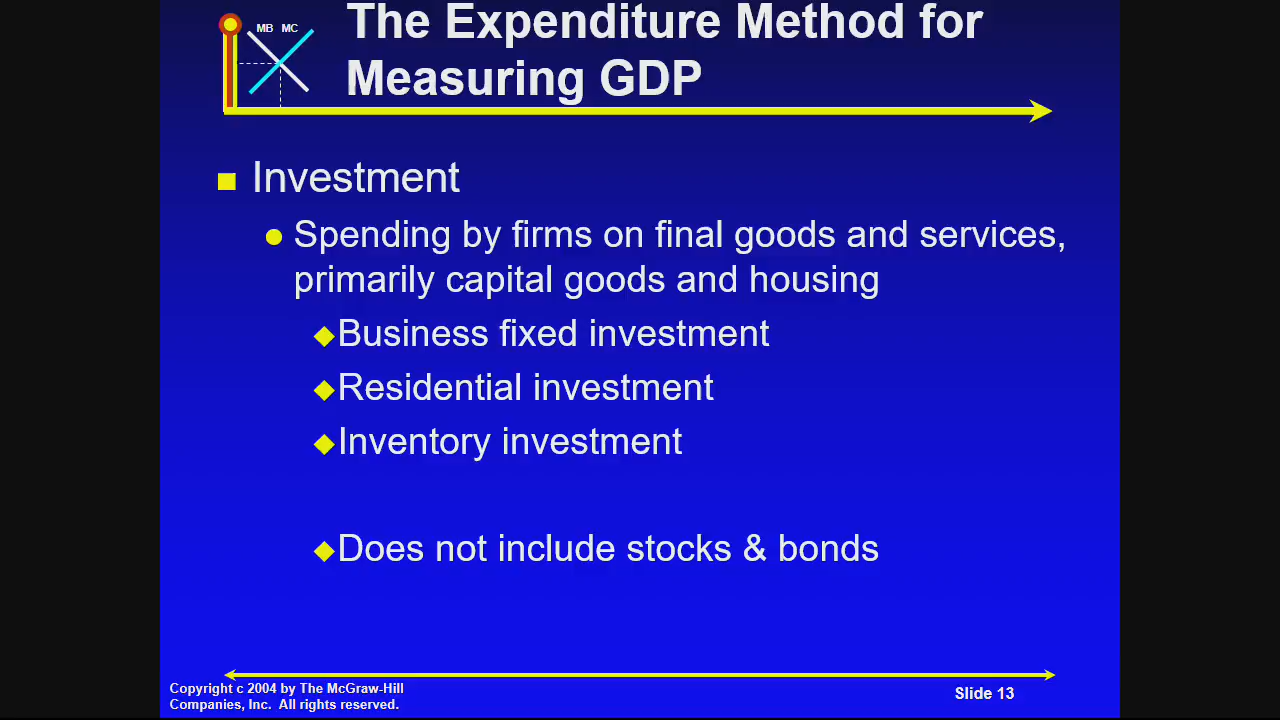 MB MC
The Expenditure Method for
Measuring GDP
Investment
Spending by firms on final goods and services,
primarily capital goods and housing
Business fixed investment
Residential investment
Inventory investment
Does not include stocks & bonds
Copyright c 2004 by The McGraw-Hill
Companies, Inc. All rights reserved.
Slide 13